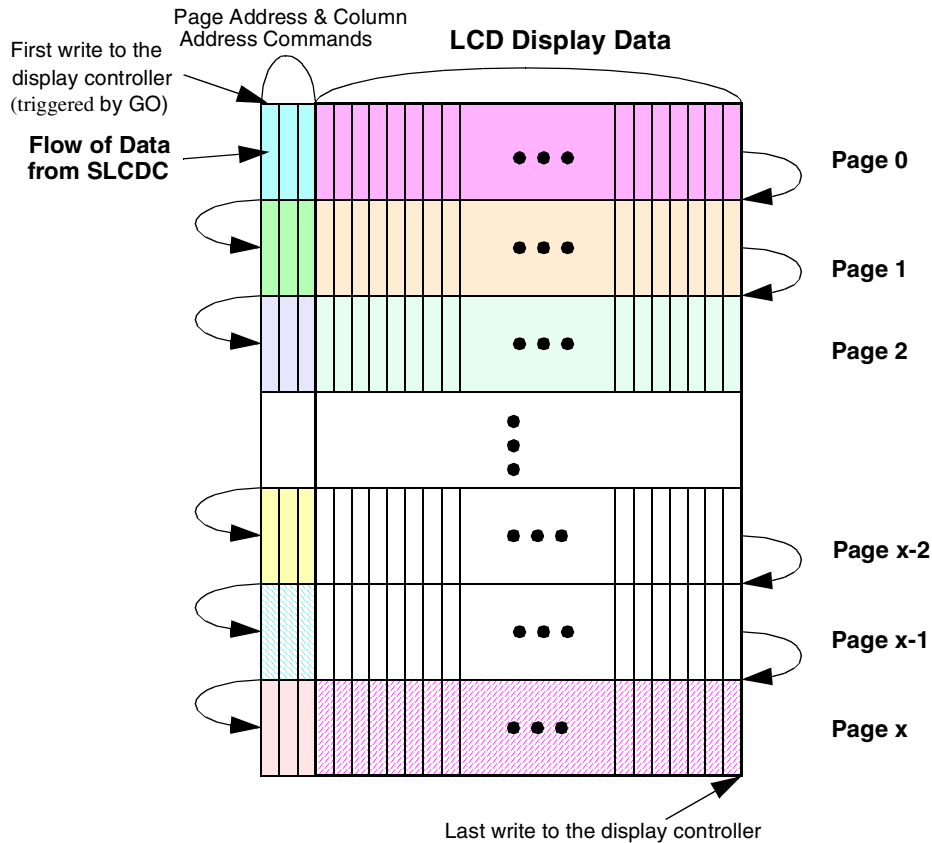 Page Address & Column
Address Commands
LCD Display Data
First write to the
display controller
(triggered by GO)
Flow of Data
from SLCDC
Page 0
Page 1
Page 2
Page x-2
Page x-1
Page x
Last write to the display controller